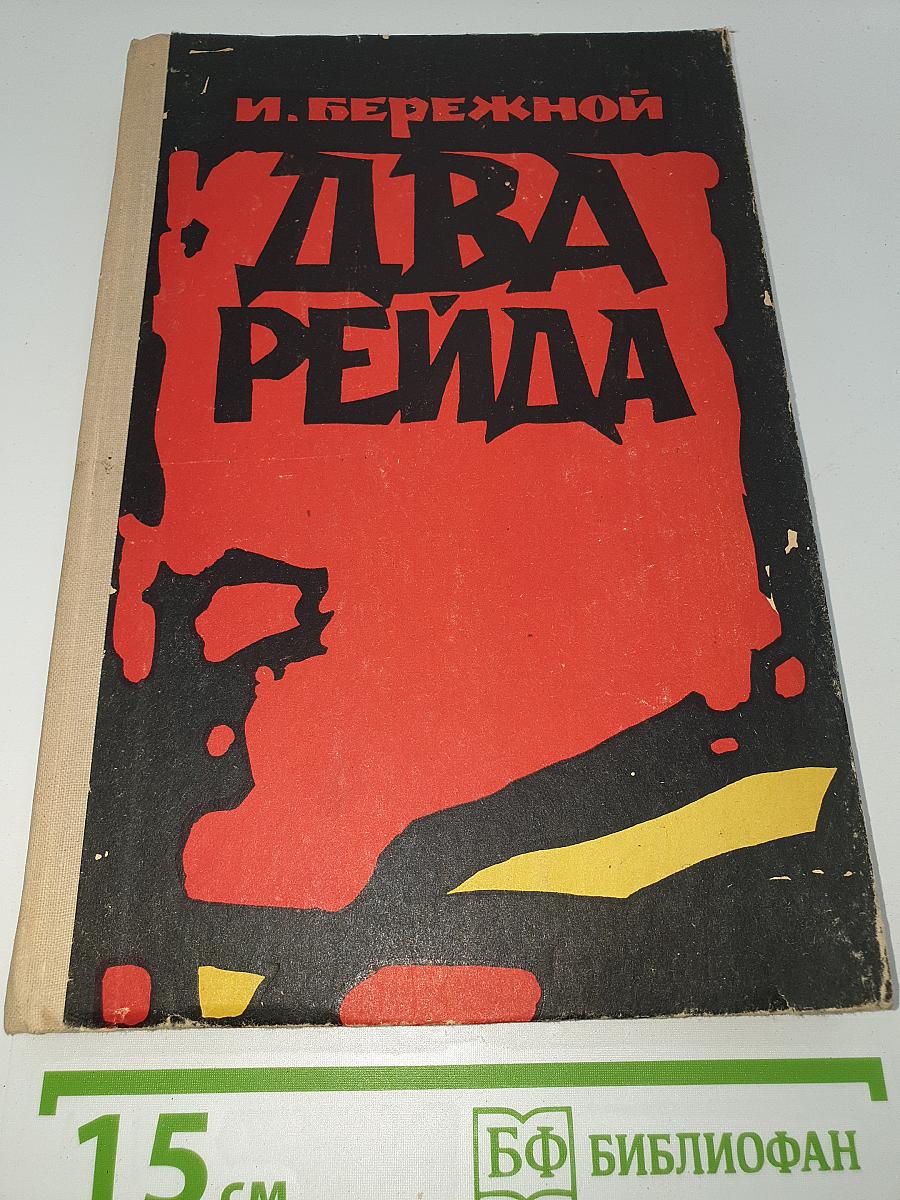 И. БЕРЕЖНОЙ
ДВА
РЕЙДА
15 см
БФ БИБЛИОФАН